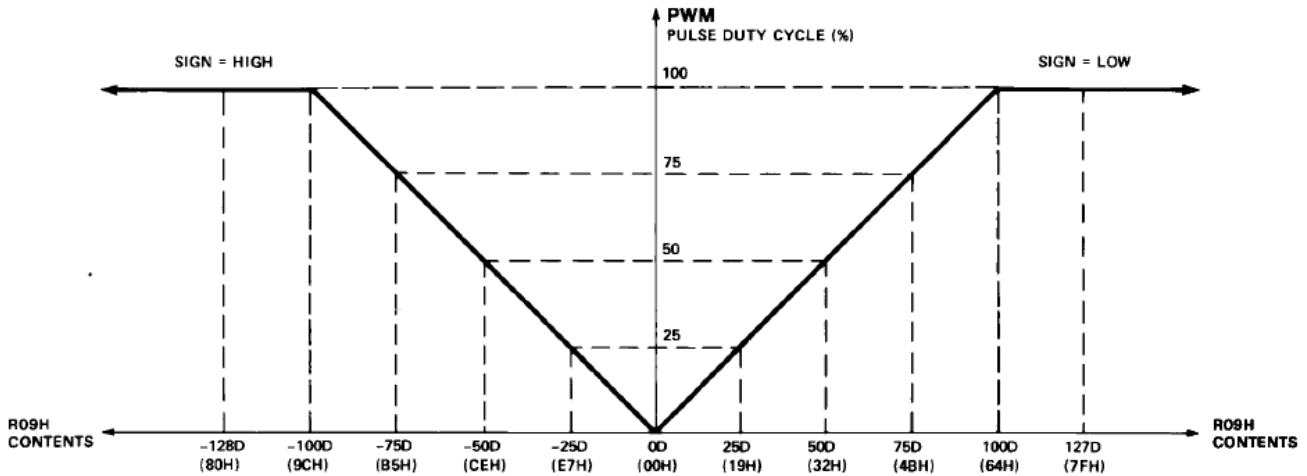 PWM
PULSE DUTY CYCLE (%)
SIGN = HIGH
SIGN = LOW
100
75
50
25
R09H
CONTENTS
-128D
(80H)
-100D
(9CH)
-75D
(B5H)
-50D
(CEH)
-25D
(E7H)
0D
(00H)
25D
(19H)
50D
(32H)
75D
(4BH)
100D
(64H)
127D
(7FH)
R09H
CONTENTS